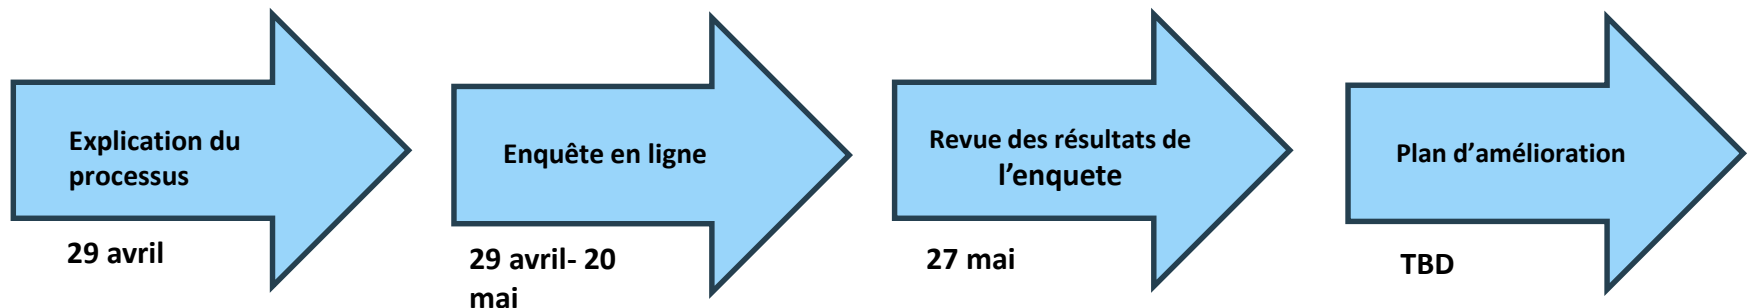 Explication du
processus
29 avril
Enquête en ligne
29 avril- 20
mai
Revue des résultats de
l’enquete
27 mai
Plan d’amélioration
TBD